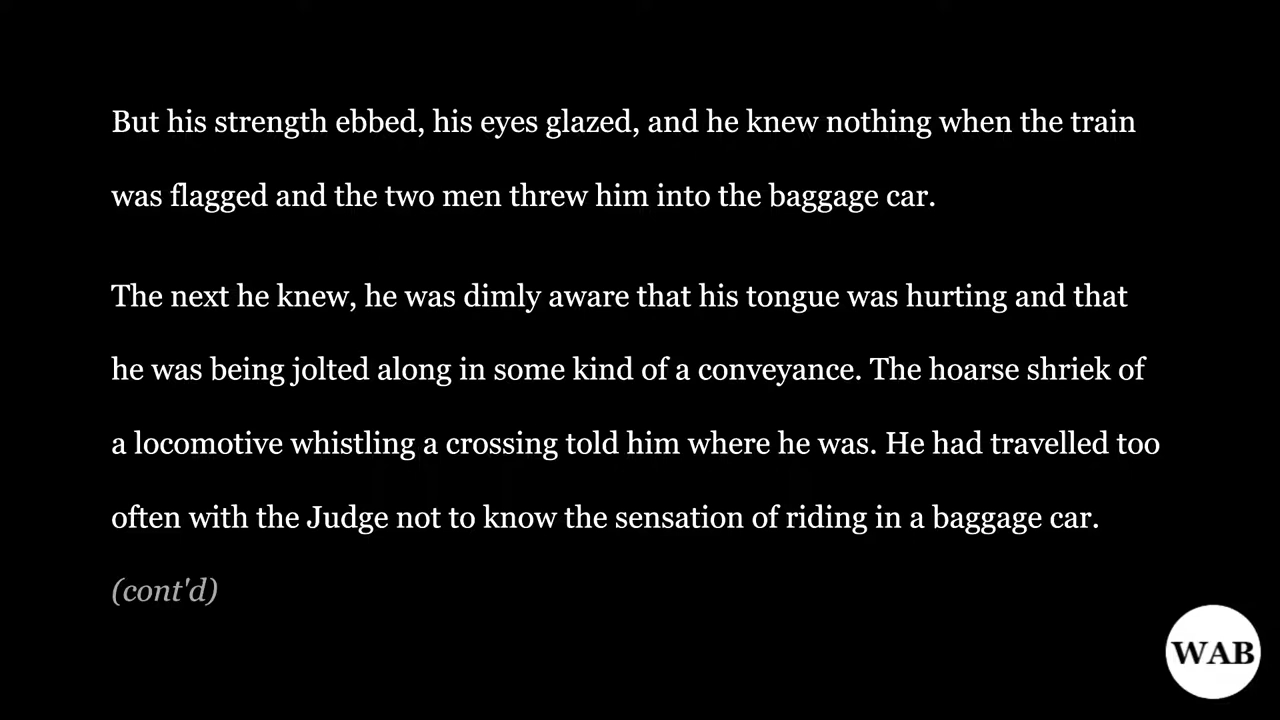 But his strength ebbed, his eyes glazed, and he knew nothing when the train
was flagged and the two men threw him into the baggage car.
The next he knew, he was dimly aware that his tongue was hurting and that
he was being jolted along in some kind of a conveyance. The hoarse shriek of
a locomotive whistling a crossing told him where he was. He had travelled too
often with the Judge not to know the sensation of riding in a baggage car.
(cont'd)
WAB